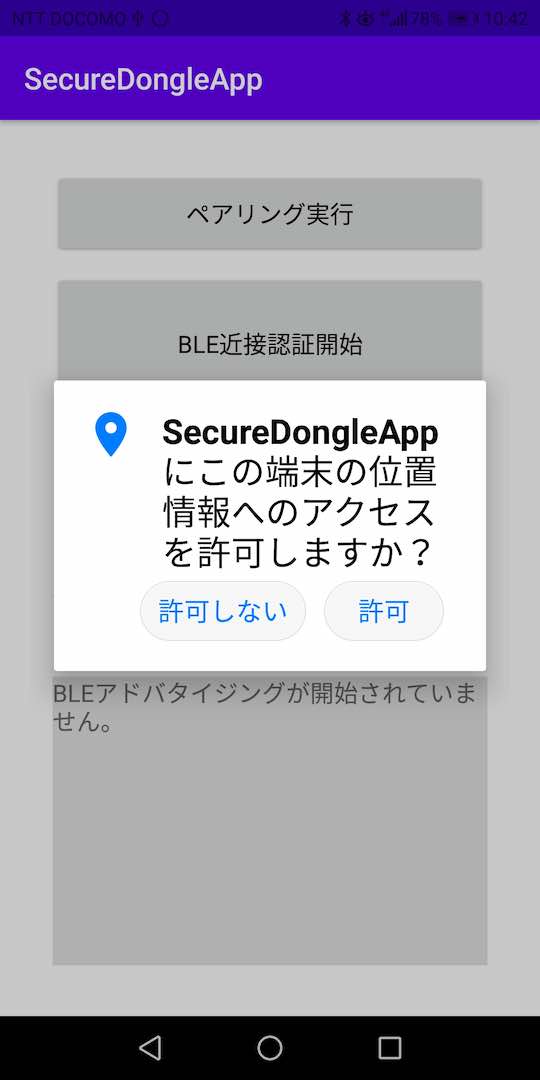 NTT DOCOMO 78% 10:42
SecureDongleApp
ペアリング実行
BLE近接認証開始
SecureDongleApp
にこの端末の位置
情報へのアクセス
を許可しますか？
許可しない 許可
BLEアドバタイジングが開始されていま
せん。